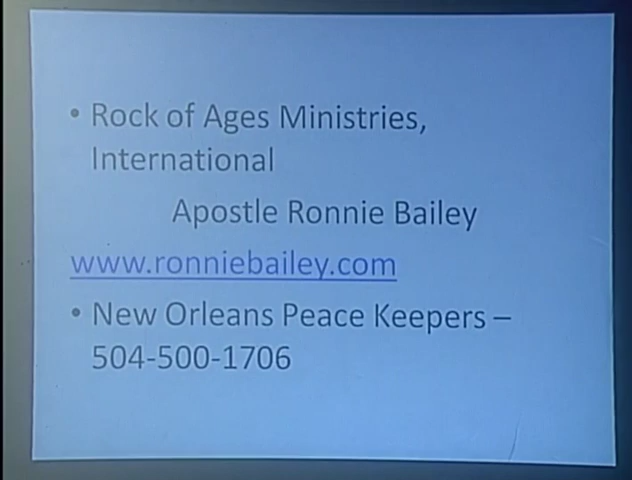 • Rock of Ages Ministries,
International
Apostle Ronnie Bailey
www.ronniebailey.com
• New Orleans Peace Keepers –
504-500-1706